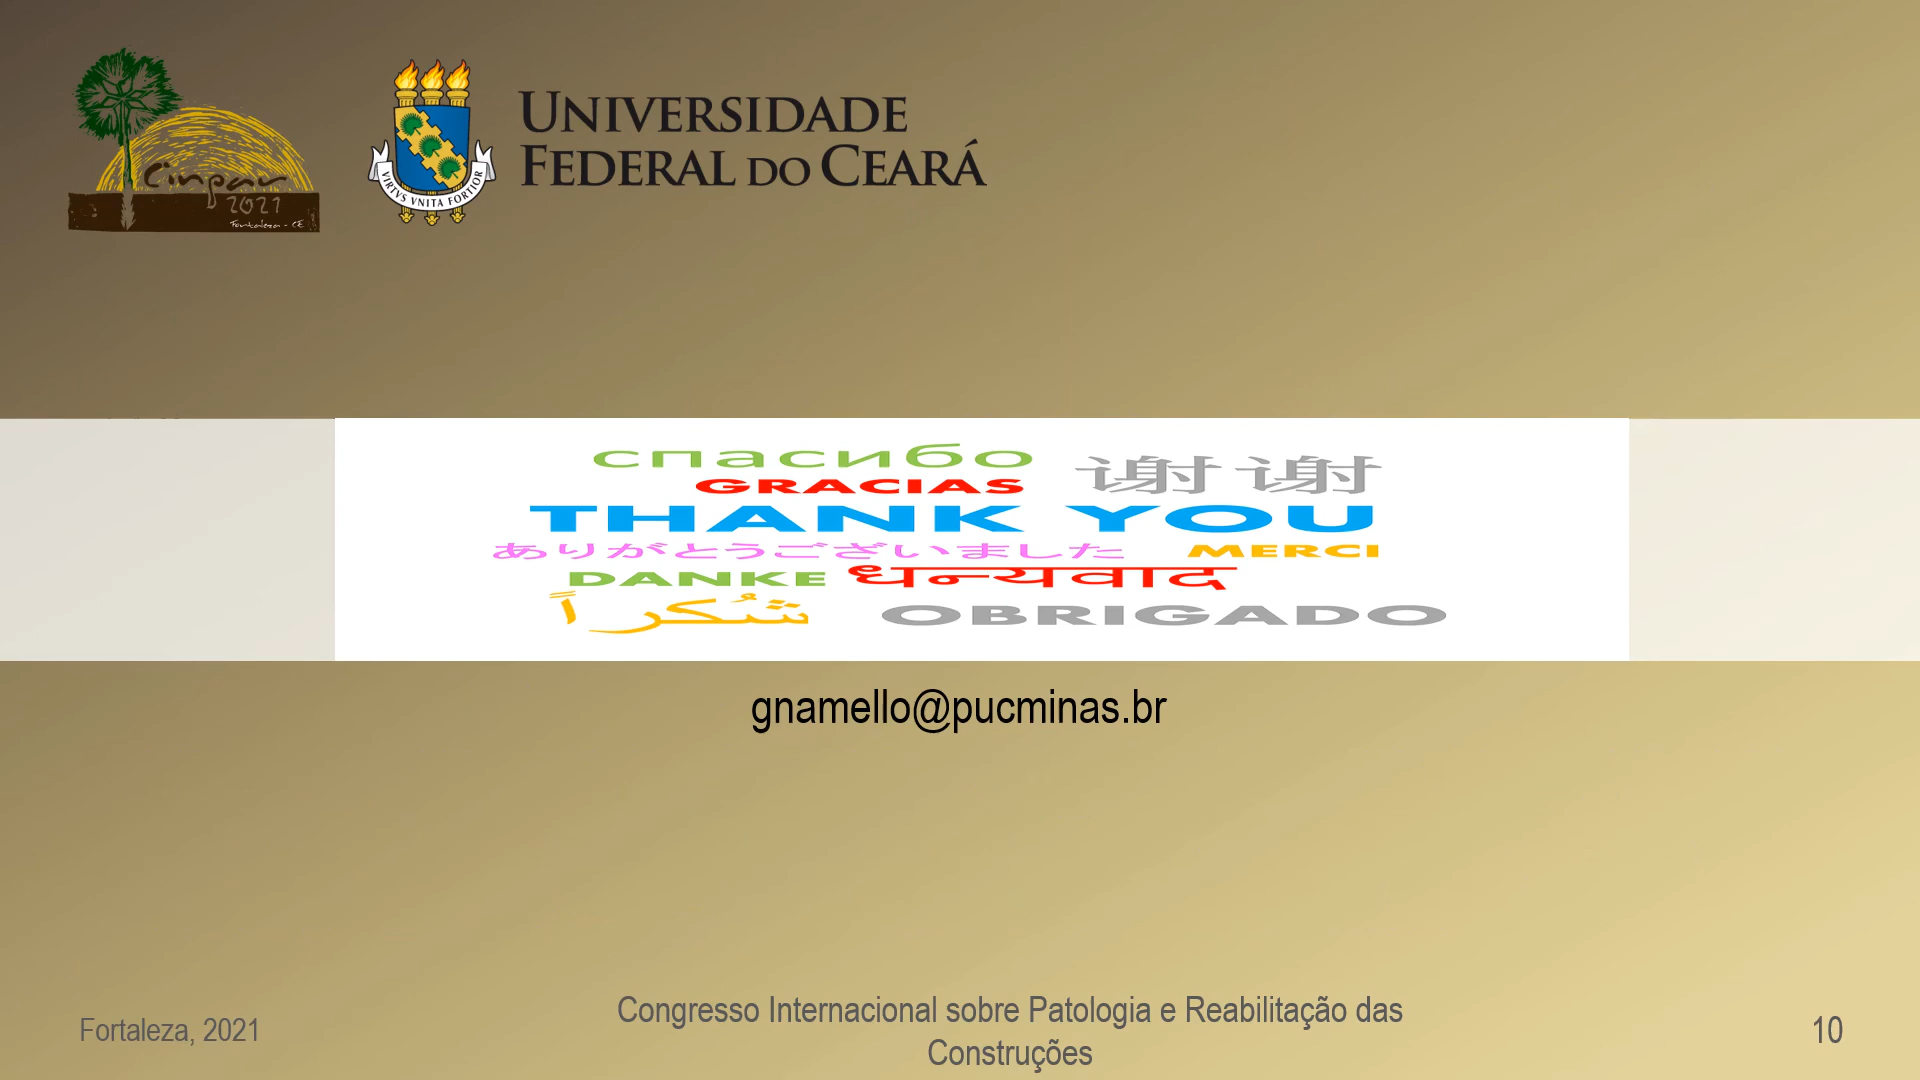 Cinpar
2021
Fortaleza - CE
VIRTVS VNITA FORTIOR
UNIVERSIDADE
FEDERAL DO CEARÁ
спасибо
谢谢
GRACIAS
THANK YOU
ありがとうございました
MERCI
DANKE
धन्यवाद
شُكراً
OBRIGADO
gnamello@pucminas.br
Fortaleza, 2021
Congresso Internacional sobre Patologia e Reabilitação das
Construções
10